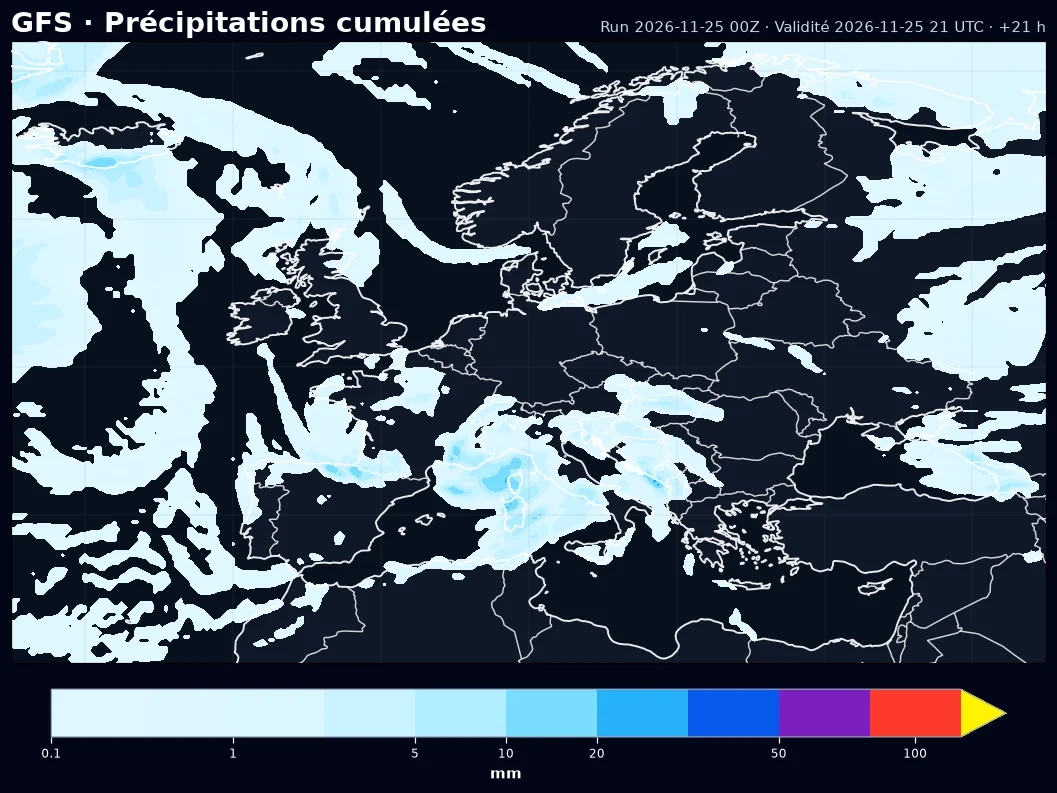 GFS · Précipitations cumulées
Run 2026-11-25 00Z · Validité 2026-11-25 21 UTC · +21 h
0.1 1 5 10 20 50 100
mm